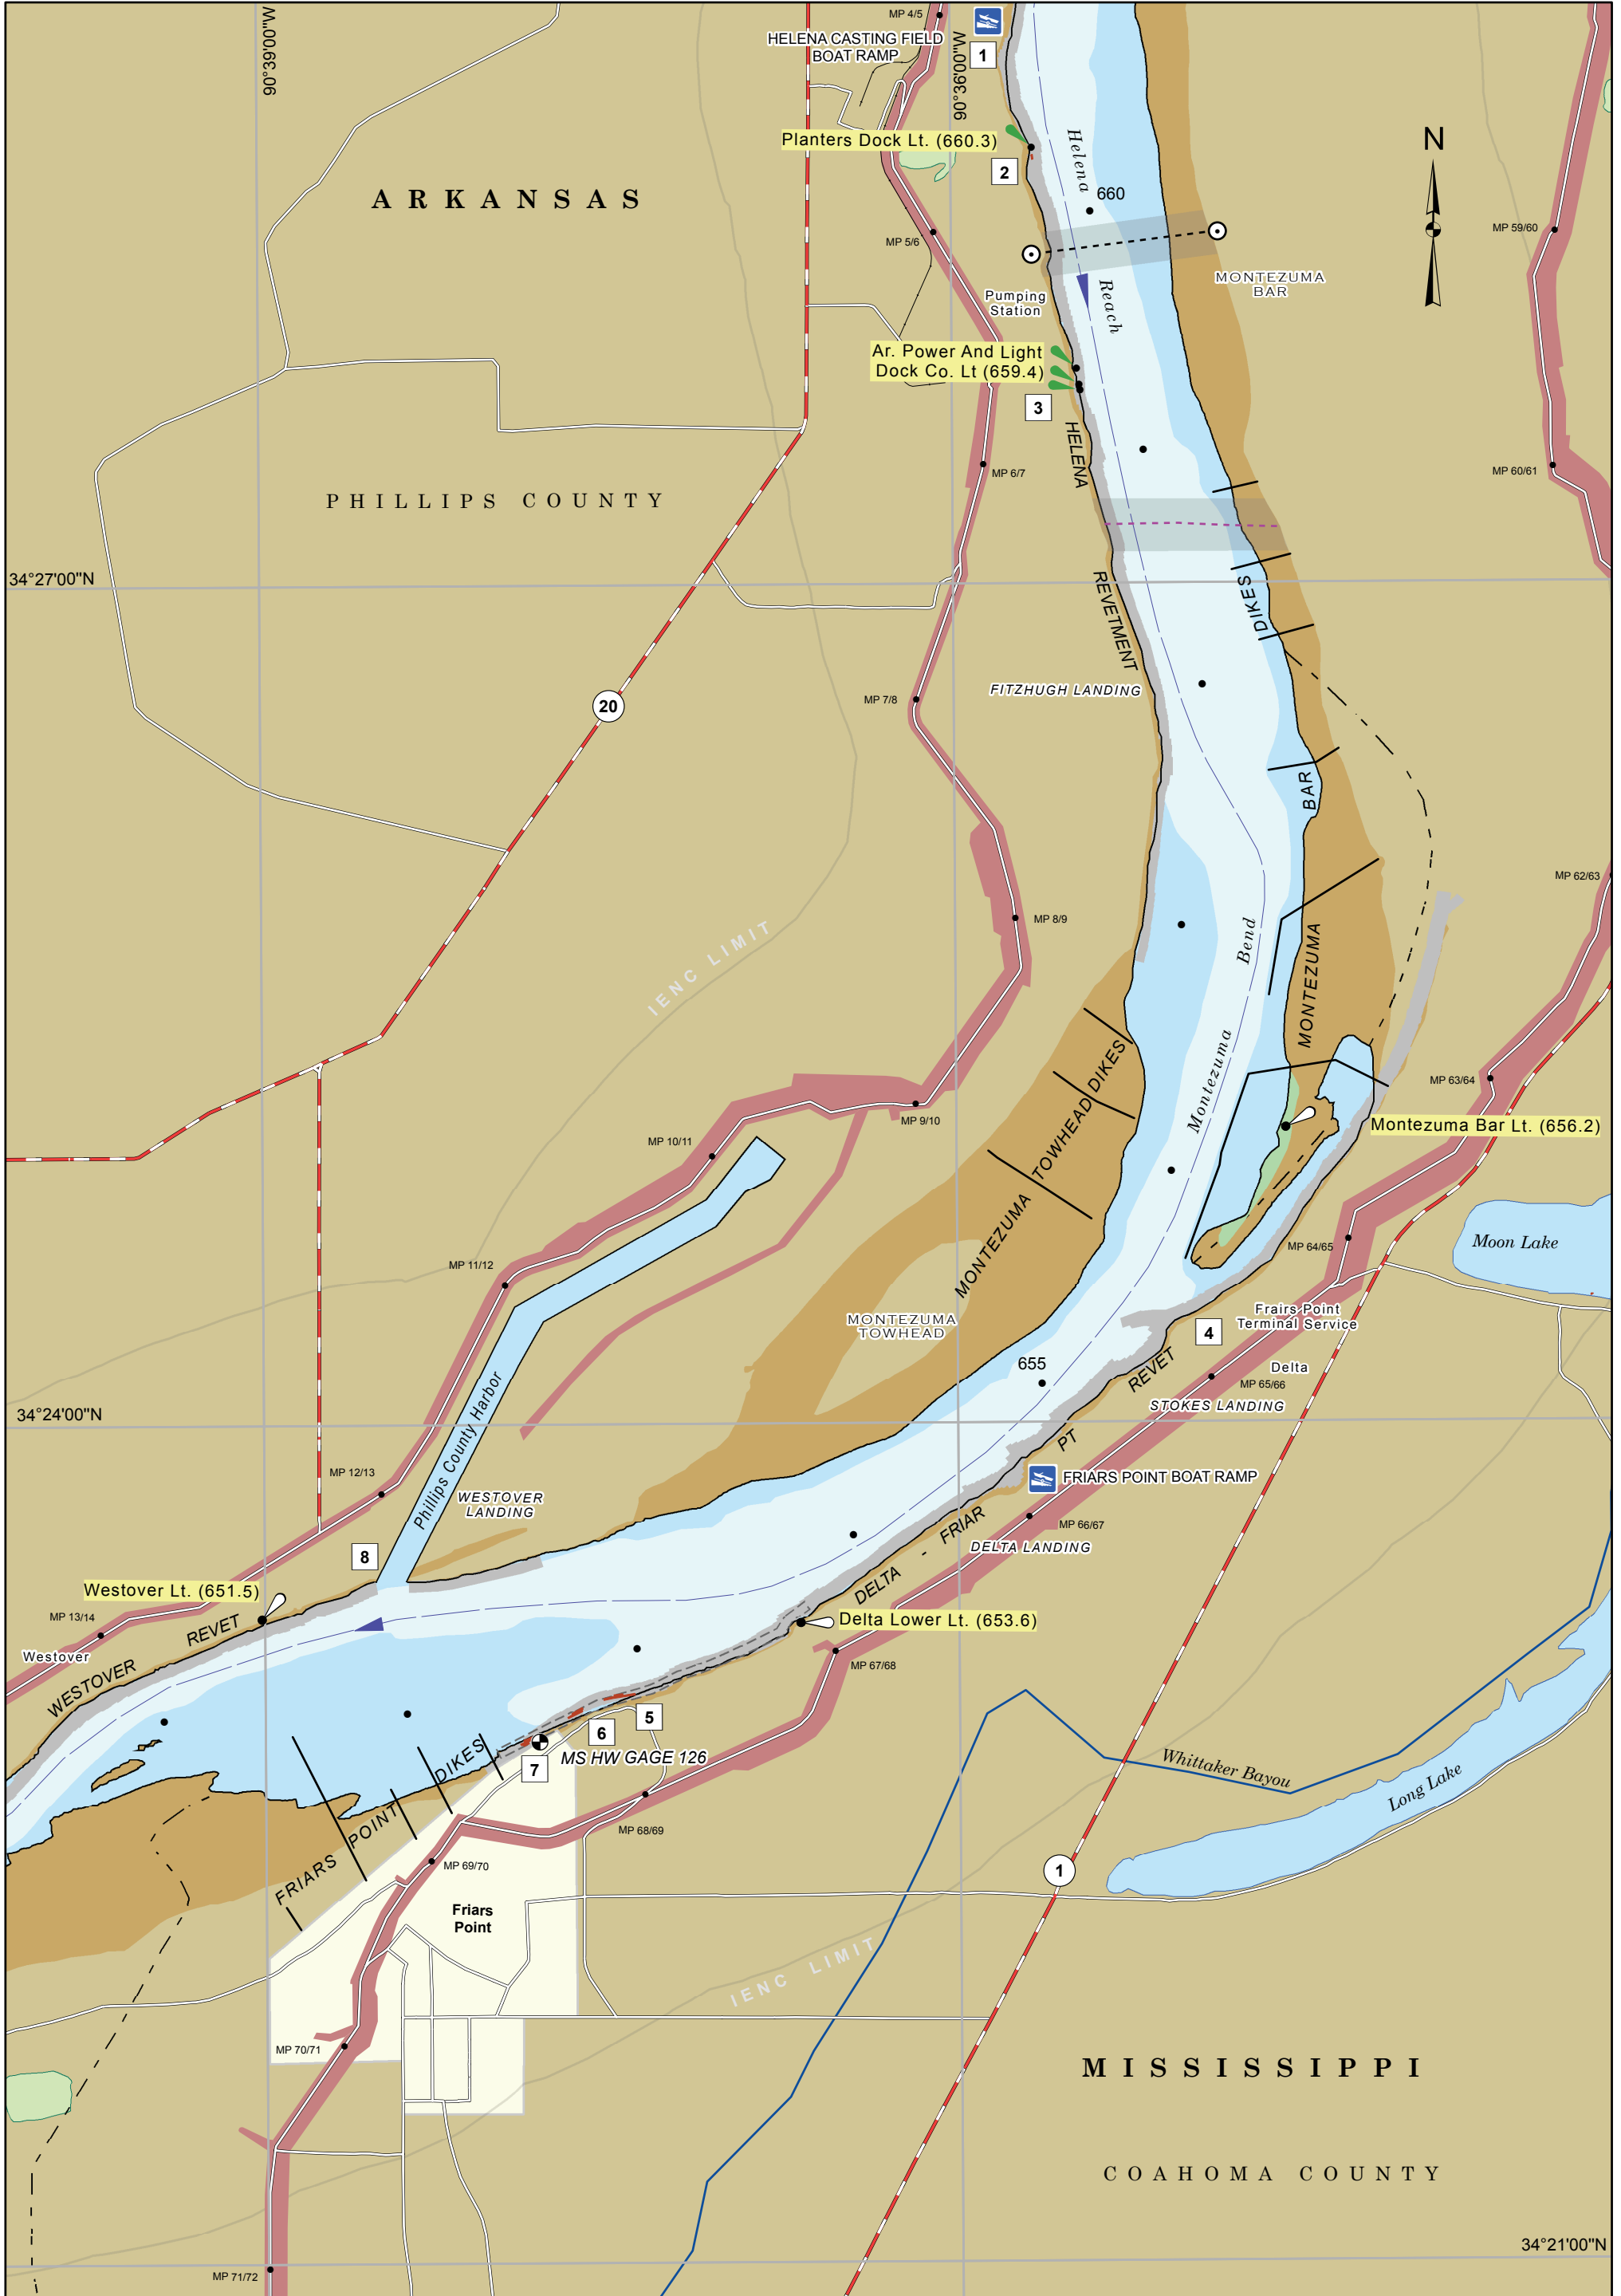 90°39'0.0"W
MP 4/5
HELENA CASTING FIELD
BOAT RAMP
1
90°36'0.0"W
Planters Dock Lt. (660.3)
2
Helena
660
N
ARKANSAS
MP 5/6
MP 59/60
MONTEZUMA
BAR
Pumping
Station
Reach
Ar. Power And Light
Dock Co. Lt (659.4)
3
HELENA
MP 6/7
MP 60/61
PHILLIPS COUNTY
34°27'00"N
REVETMENT
DIKES
FITZHUGH LANDING
MP 7/8
20
BAR
MP 62/63
MP 8/9
Bend
MONTEZUMA
IENC LIMIT
Montezuma
MP 63/64
MP 9/10
MP 10/11
MONTEZUMA TOWHEAD DIKES
Montezuma Bar Lt. (656.2)
MP 64/65
Moon Lake
MP 11/12
Frairs Point
Terminal Service
MONTEZUMA
TOWHEAD
4
655
Delta
MP 65/66
STOKES LANDING
REVET
34°24'00"N
Phillips County Harbor
PT
MP 12/13
FRIARS POINT BOAT RAMP
WESTOVER
LANDING
MP 66/67
FRIAR
-
DELTA
DELTA LANDING
8
Westover Lt. (651.5)
MP 13/14
Delta Lower Lt. (653.6)
WESTOVER REVET
Westover
MP 67/68
5
6
7
MS HW GAGE 126
Whittaker Bayou
Long Lake
FRIARS POINT DIKES
MP 68/69
MP 69/70
1
Friars
Point
IENC LIMIT
MP 70/71
MISSISSIPPI
COAHOMA COUNTY
34°21'00"N
MP 71/72